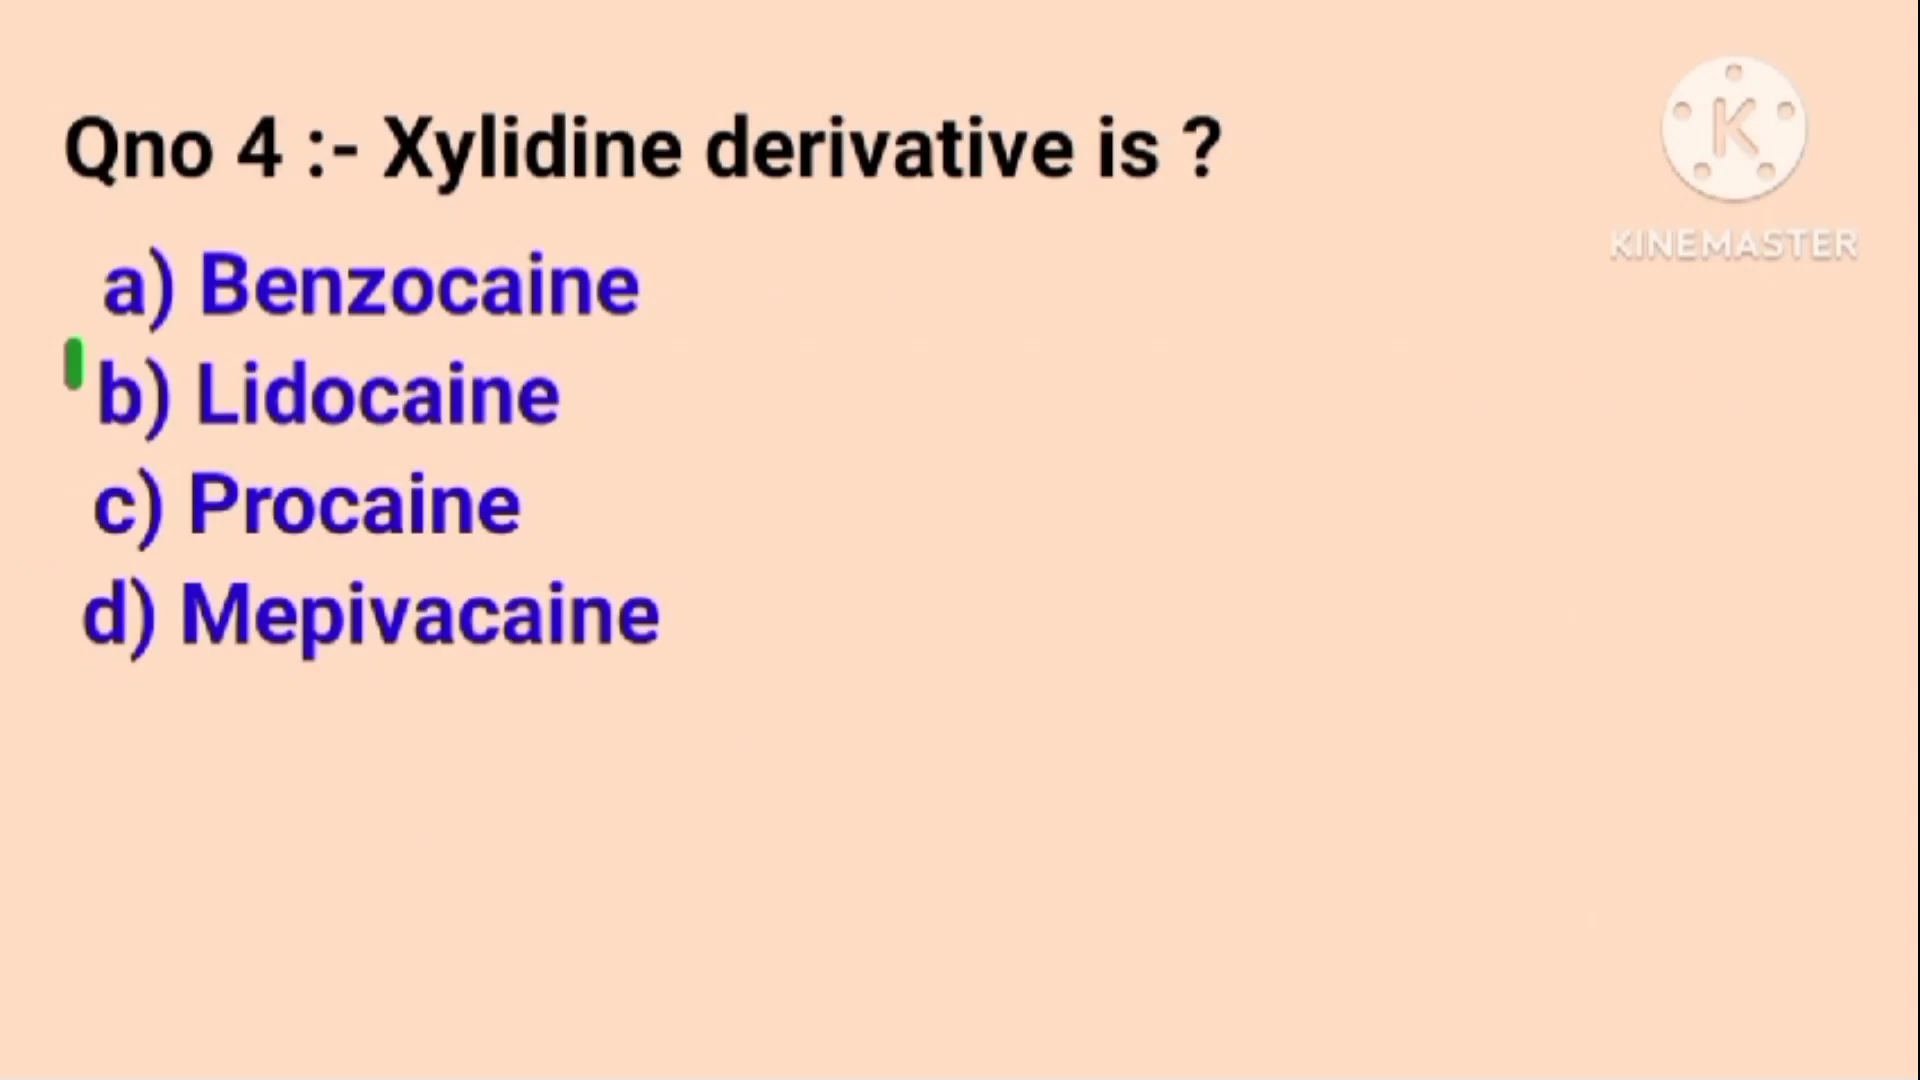 Qno 4 :- Xylidine derivative is ?
K
KINEMASTER
a) Benzocaine
b) Lidocaine
c) Procaine
d) Mepivacaine